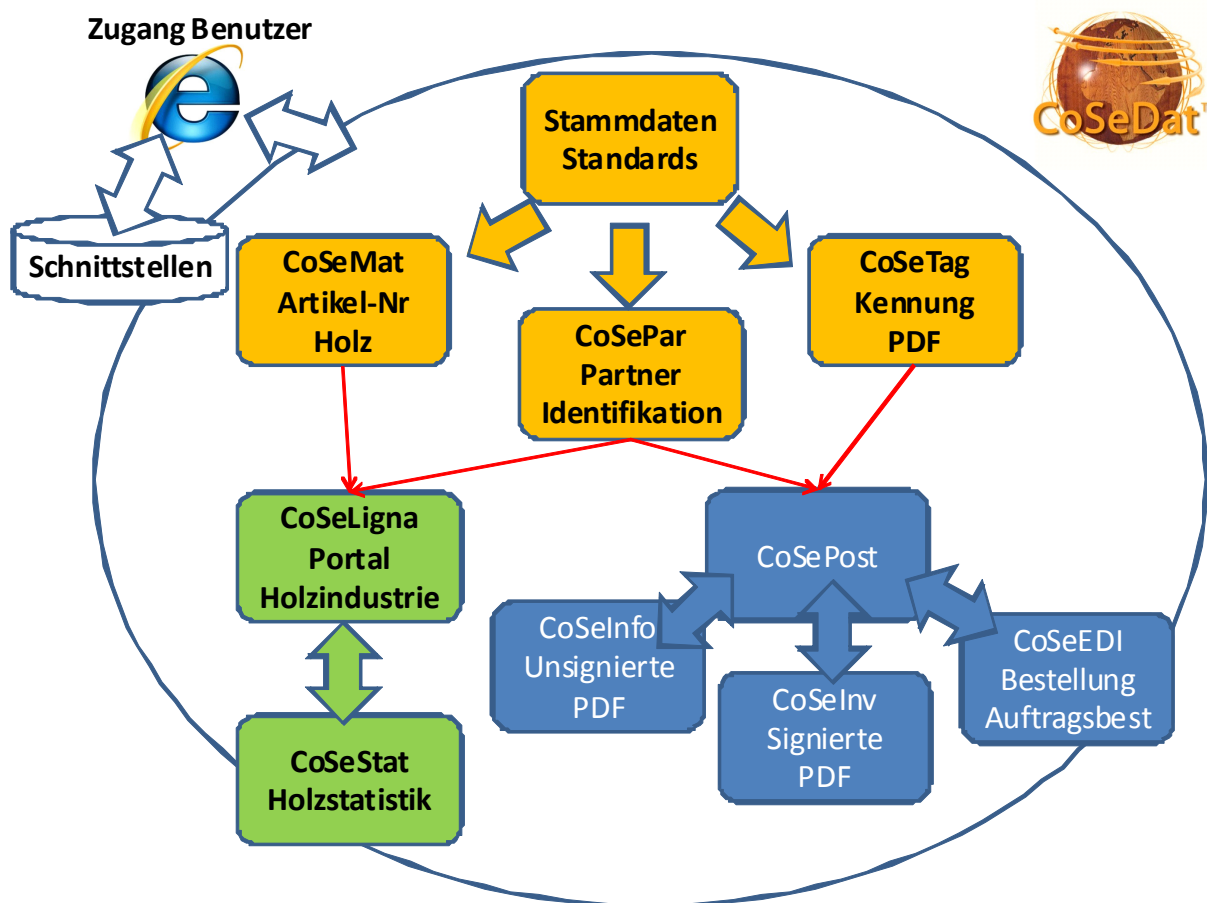 Zugang Benutzer
CoSeDat
Schnittstellen
Stammdaten
Standards
CoSeMat
Artikel-Nr
Holz
CoSePar
Partner
Identifikation
CoSeTag
Kennung
PDF
CoSeLigna
Portal
Holzindustrie
CoSePost
CoSeInfo
Unsignierte
PDF
CoSeInv
Signierte
PDF
CoSeEDI
Bestellung
Auftragsbest
CoSeStat
Holzstatistik